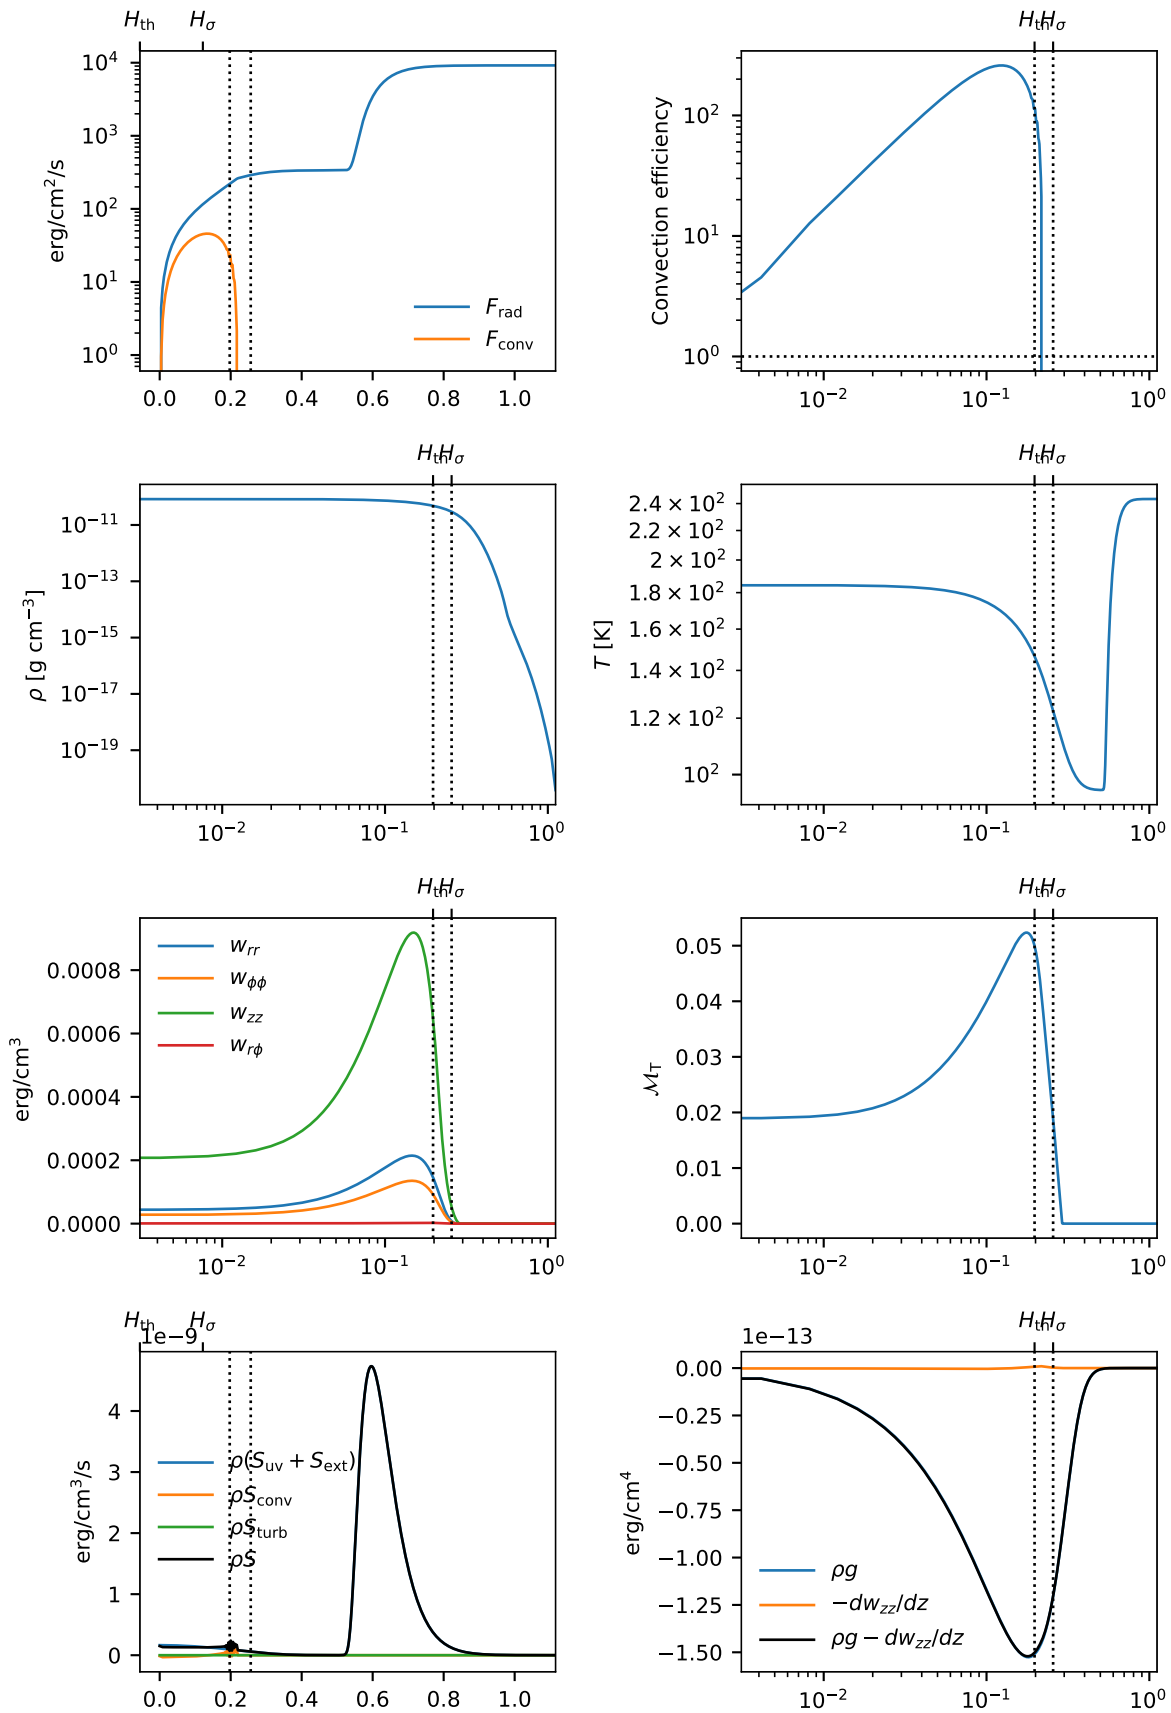 H_th H_σ
10^4
10^3
10^2
10^1
10^0
erg/cm^2/s
F_rad
F_conv
0.0 0.2 0.4 0.6 0.8 1.0
H_th H_σ
10^2
10^1
10^0
Convection efficiency
10^−2 10^−1 10^0
H_th H_σ
10^−11
10^−13
10^−15
10^−17
10^−19
ρ [g cm^−3]
10^−2 10^−1 10^0
H_th H_σ
2.4 × 10^2
2.2 × 10^2
2 × 10^2
1.8 × 10^2
1.6 × 10^2
1.4 × 10^2
1.2 × 10^2
10^2
T [K]
10^−2 10^−1 10^0
H_th H_σ
0.0008
0.0006
0.0004
0.0002
0.0000
erg/cm^3
w_rr
w_ϕϕ
w_zz
w_rϕ
10^−2 10^−1 10^0
H_th H_σ
0.05
0.04
0.03
0.02
0.01
0.00
ℳ_T
10^−2 10^−1 10^0
H_th H_σ
1e−9
4
3
2
1
0
erg/cm^3/s
ρ(S_uv + S_ext)
ρS_conv
ρS_turb
ρS
0.0 0.2 0.4 0.6 0.8 1.0
H_th H_σ
1e−13
0.00
−0.25
−0.50
−0.75
−1.00
−1.25
−1.50
erg/cm^4
ρg
−dw_zz/dz
ρg − dw_zz/dz
10^−2 10^−1 10^0